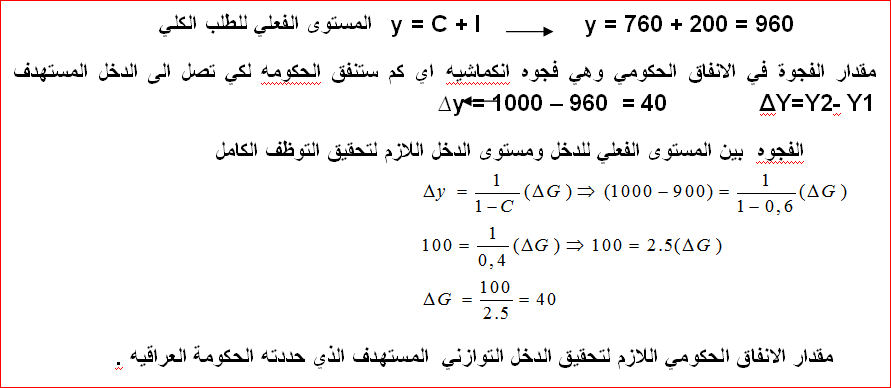 المستوى الفعلي للطلب الكلي y = C + I ⟶ y = 760 + 200 = 960
مقدار الفجوة في الانفاق الحكومي وهي فجوه انكماشيه اي كم ستنفق الحكومه لكي تصل الى الدخل المستهدف
∆y = 1000 – 960 = 40 ∆Y=Y2- Y1
الفجوه بين المستوى الفعلي للدخل ومستوى الدخل اللازم لتحقيق التوظف الكامل
Δy = 1/(1−C) (ΔG) ⇒ (1000 − 900) = 1/(1−0,6) (ΔG)
100 = 1/0,4 (ΔG) ⇒ 100 = 2.5(ΔG)
ΔG = 100/2.5 = 40
مقدار الانفاق الحكومي اللازم لتحقيق الدخل التوازني المستهدف الذي حددته الحكومة العراقيه .